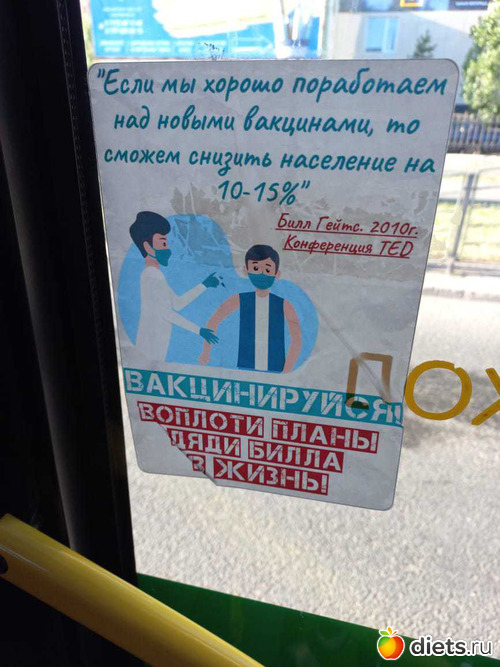 "Если мы хорошо поработаем
над новыми вакцинами, то
сможем снизить население на
10-15%"
Билл Гейтс. 2010г.
Конференция TED
ВАКЦИНИРУЙСЯ!
ВОПЛОТИ ПЛАНЫ
ДЯДИ БИЛЛА
В ЖИЗНЬ!
diets.ru